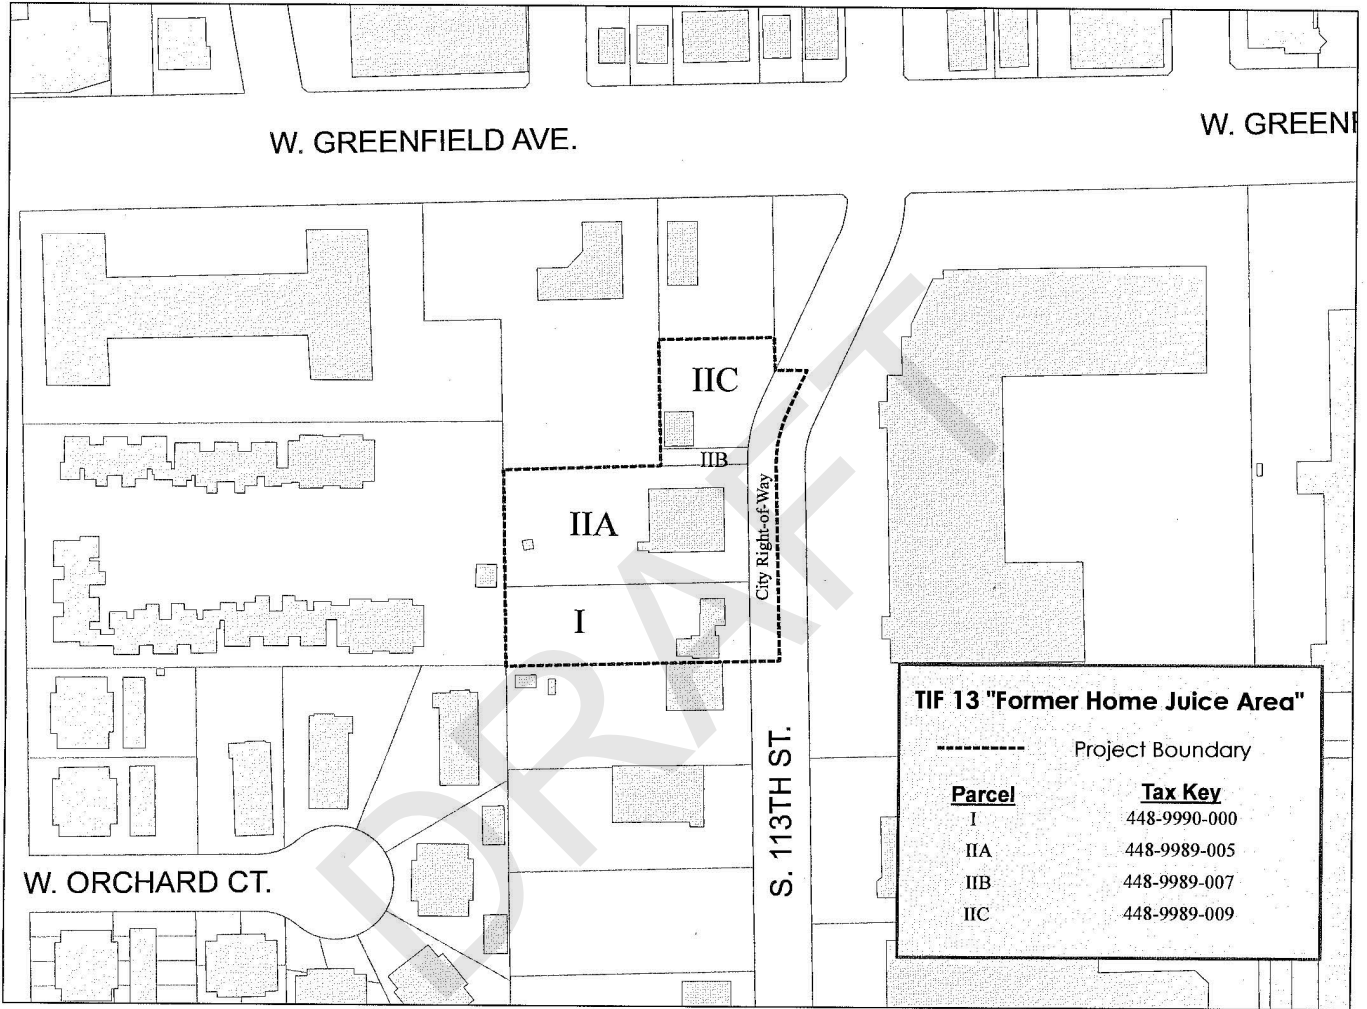 W. GREENFIELD AVE.
W. GREENF
IIC
IIB
IIA
City Right-of-Way
I
S. 113TH ST.
W. ORCHARD CT.
DRAFT
TIF 13 "Former Home Juice Area"
Project Boundary
Parcel Tax Key
I 448-9990-000
IIA 448-9989-005
IIB 448-9989-007
IIC 448-9989-009